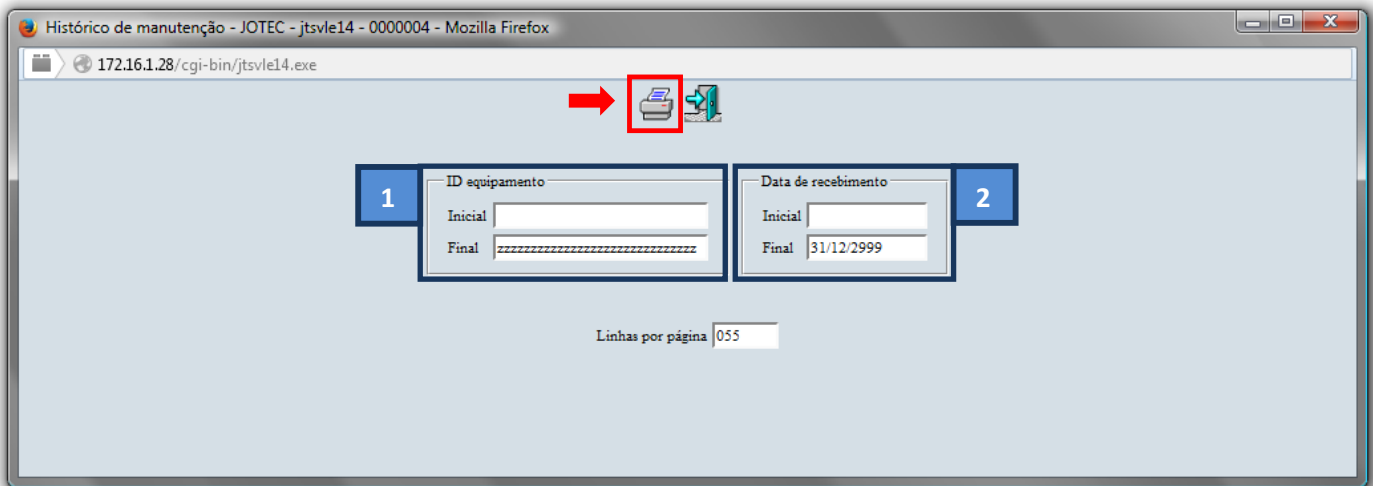 Histórico de manutenção - JOTEC - jtsvle14 - 0000004 - Mozilla Firefox
172.16.1.28/cgi-bin/jtsvle14.exe
1
ID equipamento
Inicial
Final zzzzzzzzzzzzzzzzzzzzzzzzzzzzzz
Data de recebimento
Inicial
Final 31/12/2999
2
Linhas por página 055